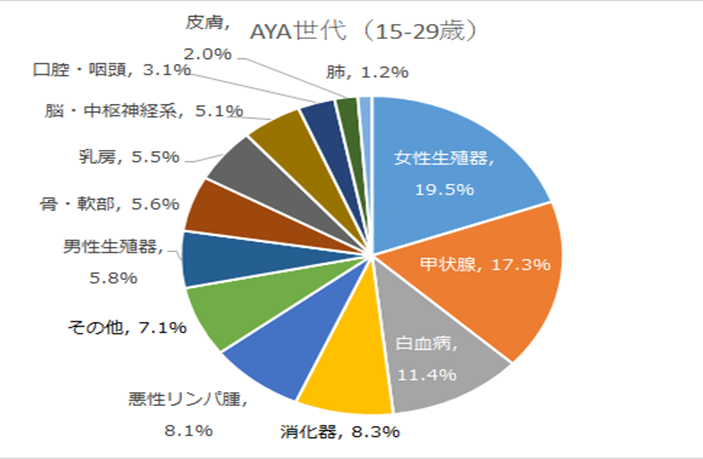 AYA世代（15-29歳）
女性生殖器,
19.5%
甲状腺, 17.3%
白血病,
11.4%
消化器, 8.3%
悪性リンパ腫,
8.1%
その他, 7.1%
男性生殖器,
5.8%
骨・軟部, 5.6%
乳房, 5.5%
脳・中枢神経系, 5.1%
口腔・咽頭, 3.1%
皮膚,
2.0%
肺, 1.2%